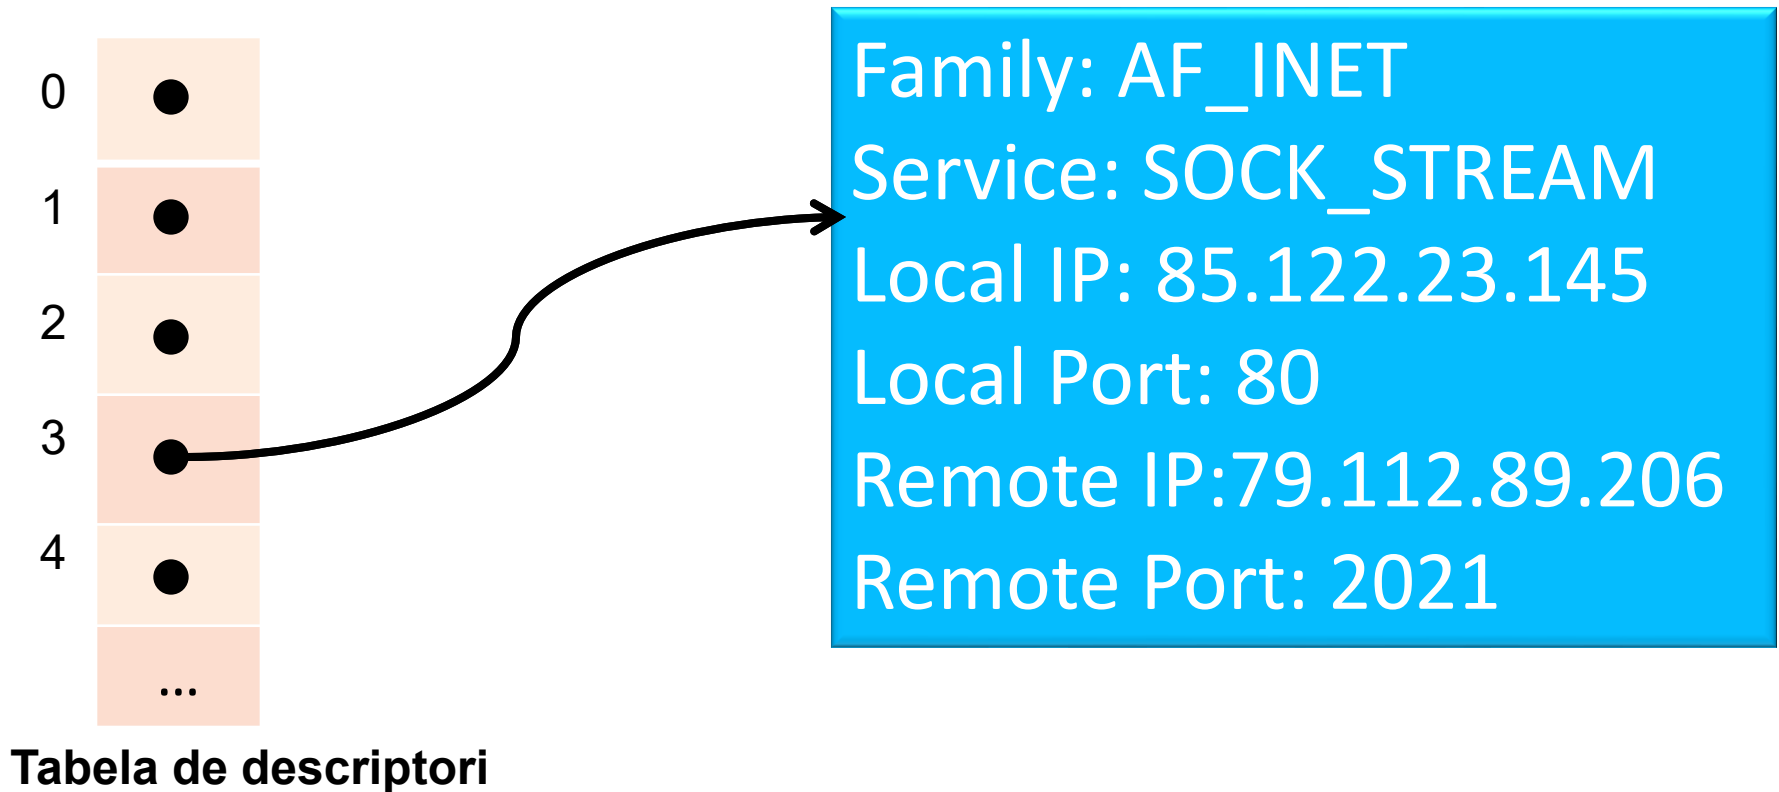 0
1
2
3
4
...
Tabela de descriptori
Family: AF_INET
Service: SOCK_STREAM
Local IP: 85.122.23.145
Local Port: 80
Remote IP:79.112.89.206
Remote Port: 2021